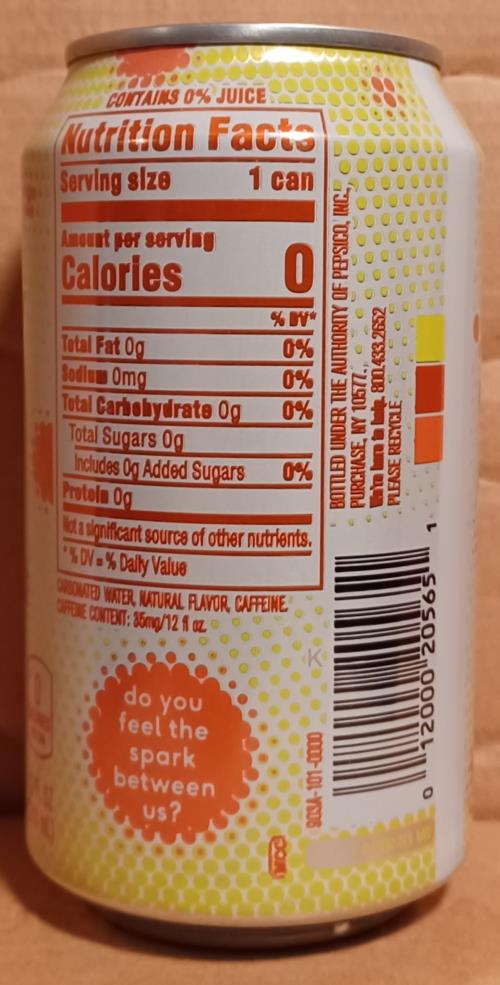 CONTAINS 0% JUICE
Nutrition Facts
Serving size 1 can
Amount per serving
Calories 0
% DV*
Total Fat 0g 0%
Sodium 0mg 0%
Total Carbohydrate 0g 0%
Total Sugars 0g
Includes 0g Added Sugars 0%
Protein 0g
Not a significant source of other nutrients.
* % DV = % Daily Value
CARBONATED WATER, NATURAL FLAVOR, CAFFEINE.
CAFFEINE CONTENT: 35mg/12 fl oz
do you
feel the
spark
between
us?
BOTTLED UNDER THE AUTHORITY OF PEPSICO, INC.,
PURCHASE, NY 10577.
We're here to help. 800.433.2652
PLEASE RECYCLE
K
0 12000 20565 1